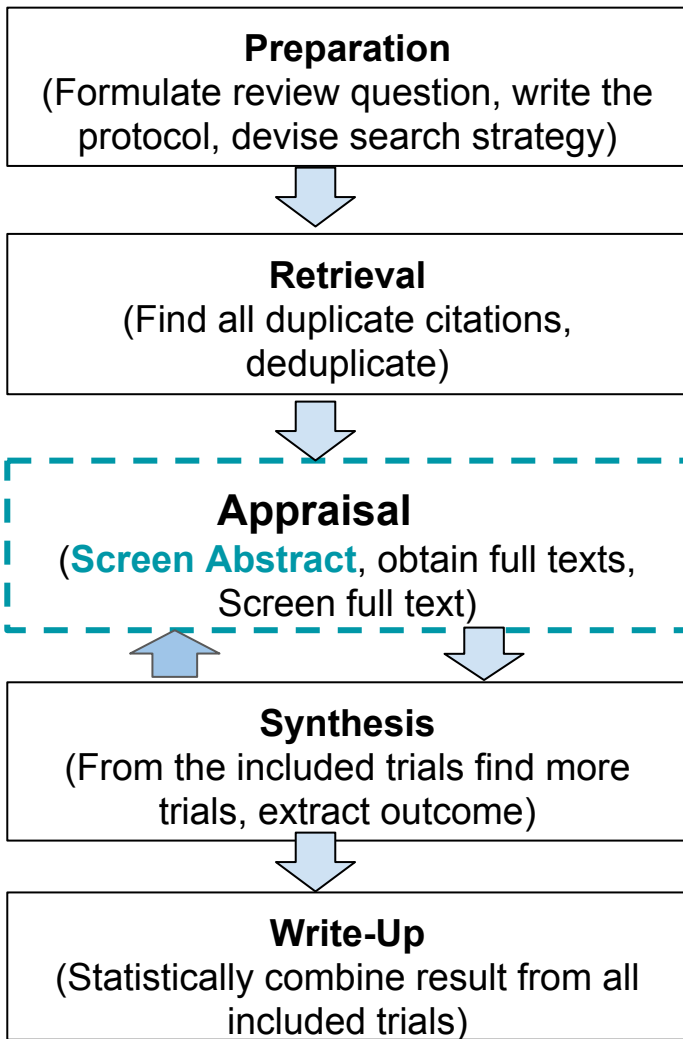 Preparation
(Formulate review question, write the
protocol, devise search strategy)
Retrieval
(Find all duplicate citations,
deduplicate)
Appraisal
(Screen Abstract, obtain full texts,
Screen full text)
Synthesis
(From the included trials find more
trials, extract outcome)
Write-Up
(Statistically combine result from all
included trials)